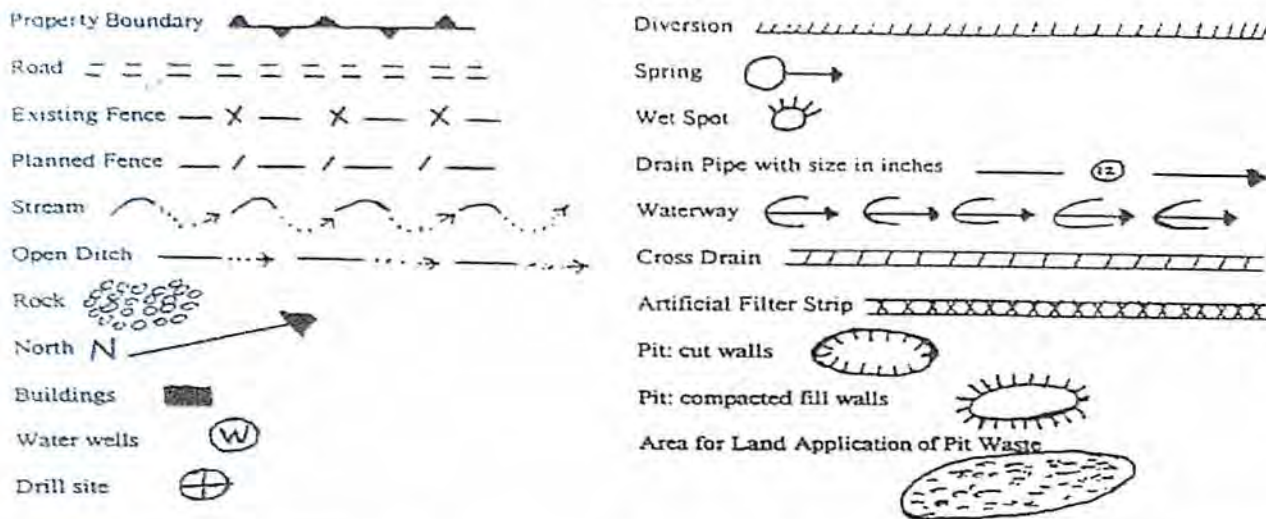 Property Boundary
Road
Existing Fence
Planned Fence
Stream
Open Ditch
Rock
North N
Buildings
Water wells W
Drill site
Diversion
Spring
Wet Spot
Drain Pipe with size in inches 12
Waterway
Cross Drain
Artificial Filter Strip
Pit: cut walls
Pit: compacted fill walls
Area for Land Application of Pit Waste